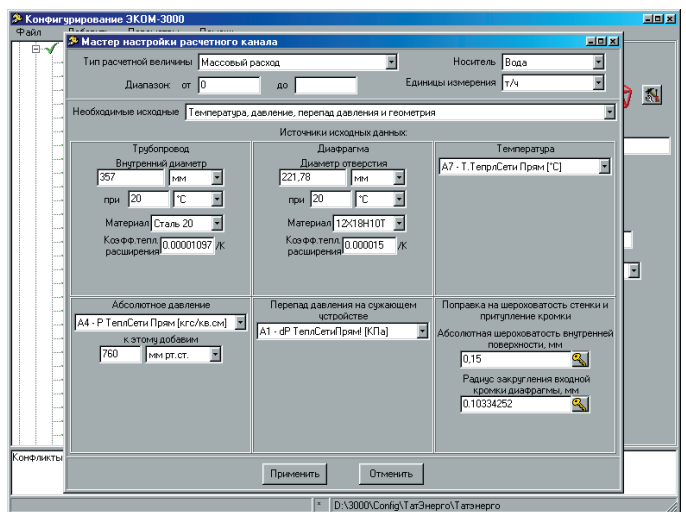 Конфигурирование ЭКОМ-3000
Файл
Мастер настройки расчетного канала
Тип расчетной величины Массовый расход Носитель Вода
Диапазон: от 0 до Единицы измерения т/ч
Необходимые исходные Температура, давление, перепад давления и геометрия
Источники исходных данных:
Трубопровод
Внутренний диаметр
357 мм
при 20 °C
Материал Сталь 20
Коэфф.тепл. расширения 0.00001097 /K
Диафрагма
Диаметр отверстия
221,78 мм
при 20 °C
Материал 12Х18Н10Т
Коэфф.тепл. расширения 0.000015 /K
Температура
A7 - Т.ТепрлСети Прям [°C]
Абсолютное давление
A4 - Р ТеплСети Прям [кгс/кв.см]
к этому добавим
760 мм рт.ст.
Перепад давления на сужающем
устройстве
A1 - dP ТеплСетиПрям! [КПа]
Поправка на шероховатость стенки и
притупление кромки
Абсолютная шероховатость внутренней
поверхности, мм
0,15
Радиус закругления входной
кромки диафрагмы, мм
0.10334252
Конфликты
Применить Отменить
D:\3000\Config\ТатЭнерго\Татэнерго